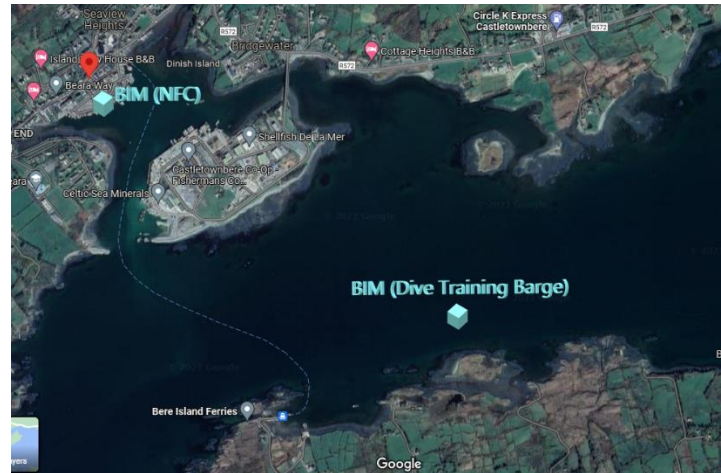 Seaview
Heights
Bridgewater
R572
Circle K Express
Castletownbere
R572
Cottage Heights B&B
R572
Dinish Island
Beara Way
BIM (NFC)
END
Shellfish De La Mer
Castletownbere Co-Op -
Fishermans Co...
Celtic Sea Minerals
BIM (Dive Training Barge)
Bere Island Ferries
Google